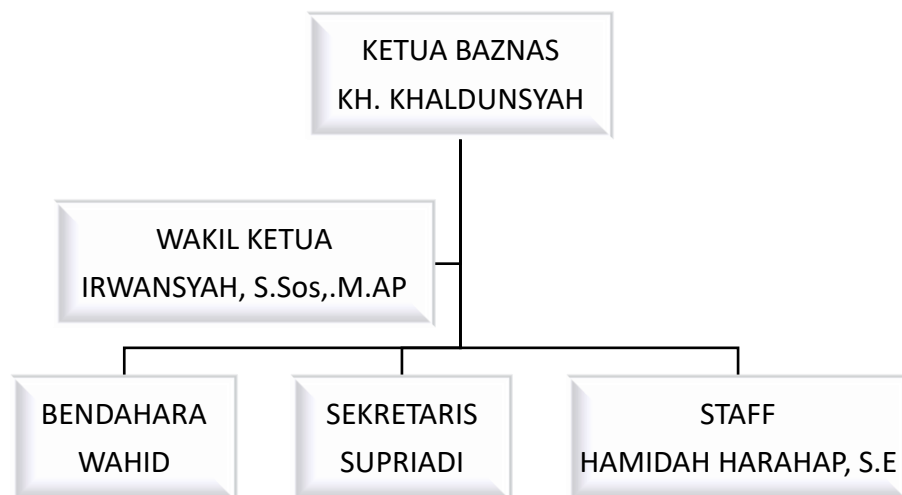 KETUA BAZNAS
KH. KHALDUNSYAH
WAKIL KETUA
IRWANSYAH, S.Sos,.M.AP
BENDAHARA
WAHID
SEKRETARIS
SUPRIADI
STAFF
HAMIDAH HARAHAP, S.E